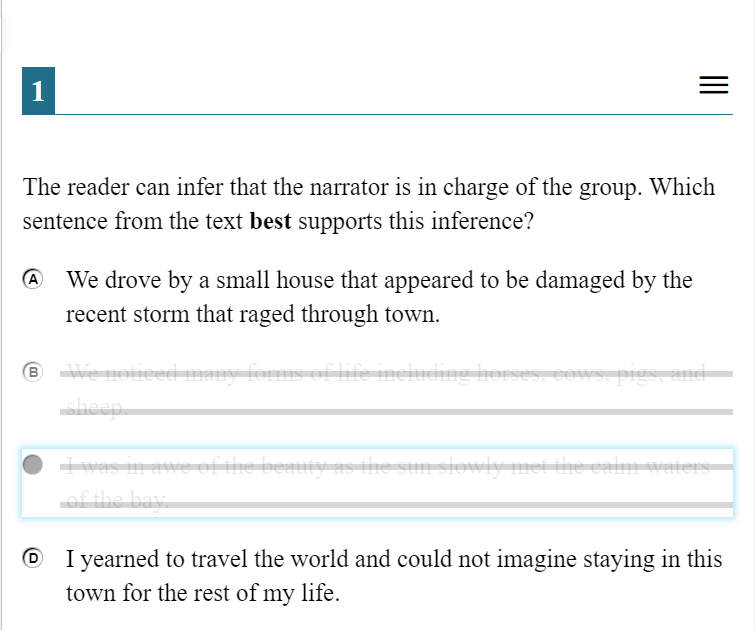 1
The reader can infer that the narrator is in charge of the group. Which
sentence from the text best supports this inference?
A We drove by a small house that appeared to be damaged by the
recent storm that raged through town.
B We noticed many forms of life including horses, cows, pigs, and
sheep.
I was in awe of the beauty as the sun slowly met the calm waters
of the bay.
D I yearned to travel the world and could not imagine staying in this
town for the rest of my life.